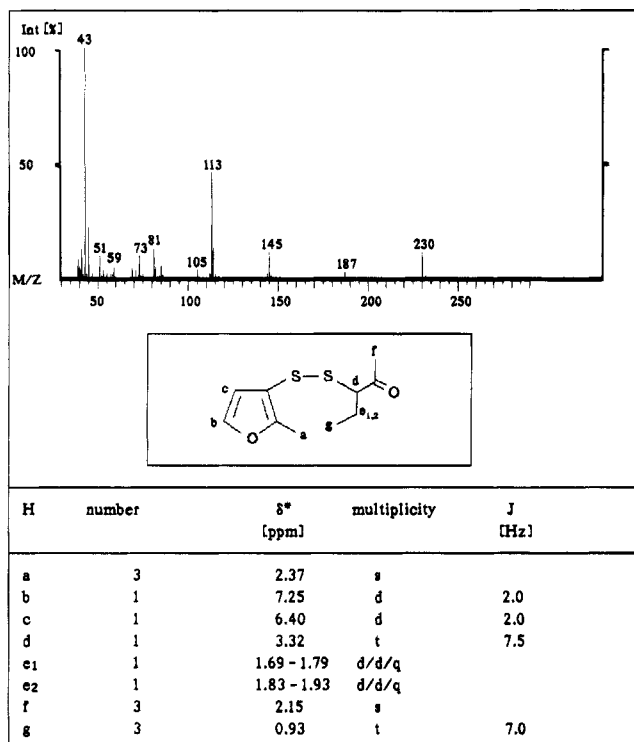 Int [%]
43
100
113
50
51
59
73
81
105
145
187
230
M/Z
50
100
150
200
250
f
S
S
d
c
O
e1,2
b
g
O
a
H number δ* multiplicity J
[ppm] [Hz]
a 3 2.37 s
b 1 7.25 d 2.0
c 1 6.40 d 2.0
d 1 3.32 t 7.5
e1 1 1.69 - 1.79 d/d/q
e2 1 1.83 - 1.93 d/d/q
f 3 2.15 s
g 3 0.93 t 7.0